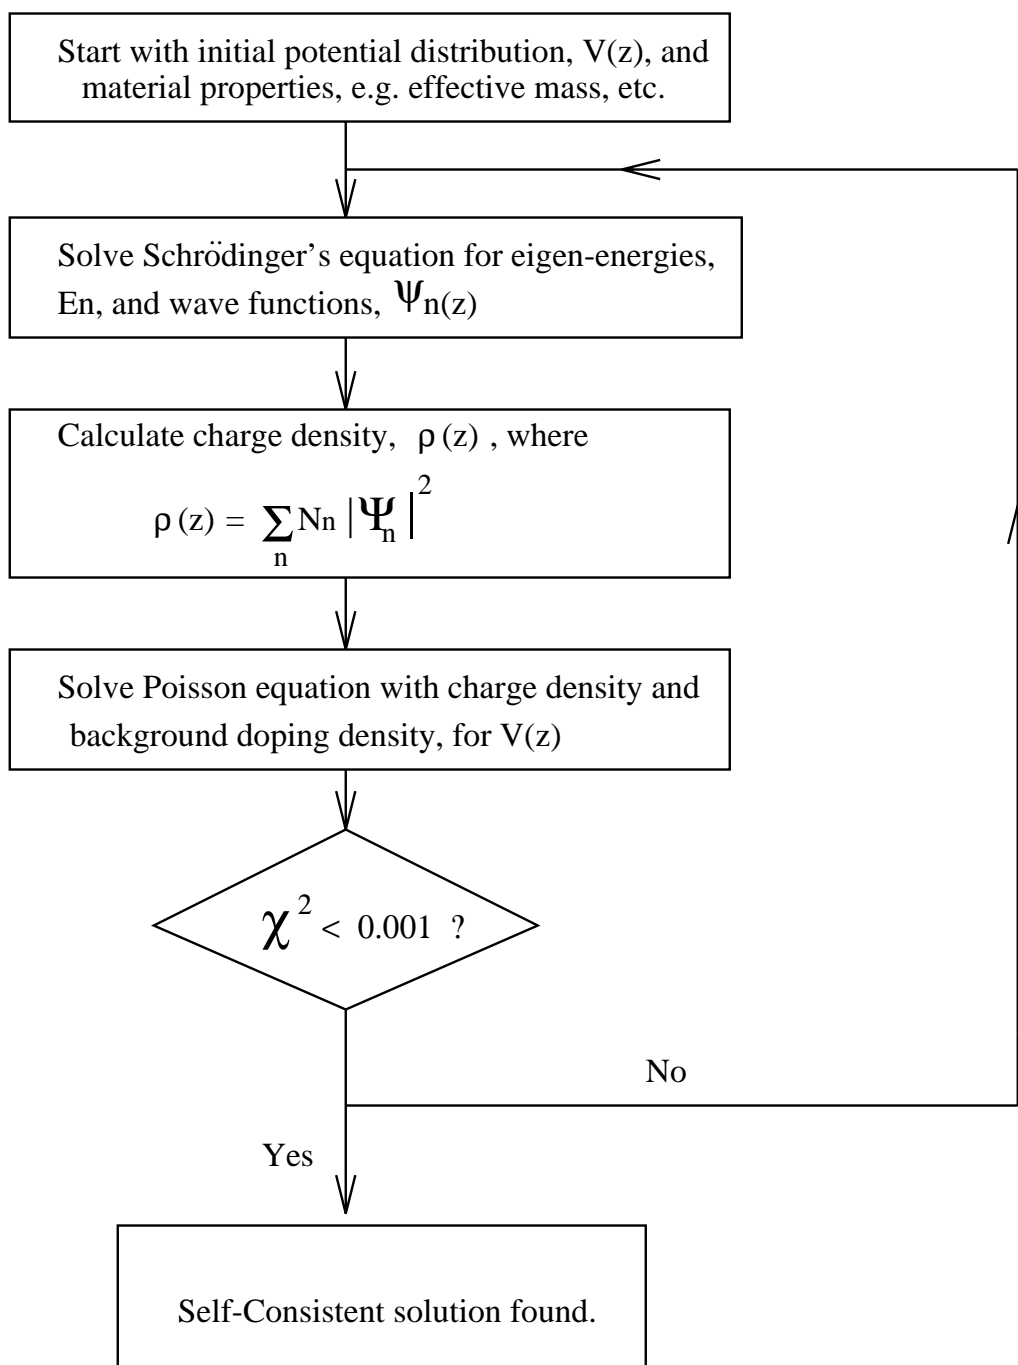 Start with initial potential distribution, V(z), and
material properties, e.g. effective mass, etc.
Solve Schrödinger's equation for eigen-energies,
En, and wave functions, Ψn(z)
Calculate charge density, ρ (z) , where
ρ (z) = ∑n Nn |Ψn|²
Solve Poisson equation with charge density and
background doping density, for V(z)
χ² < 0.001 ?
No
Yes
Self-Consistent solution found.